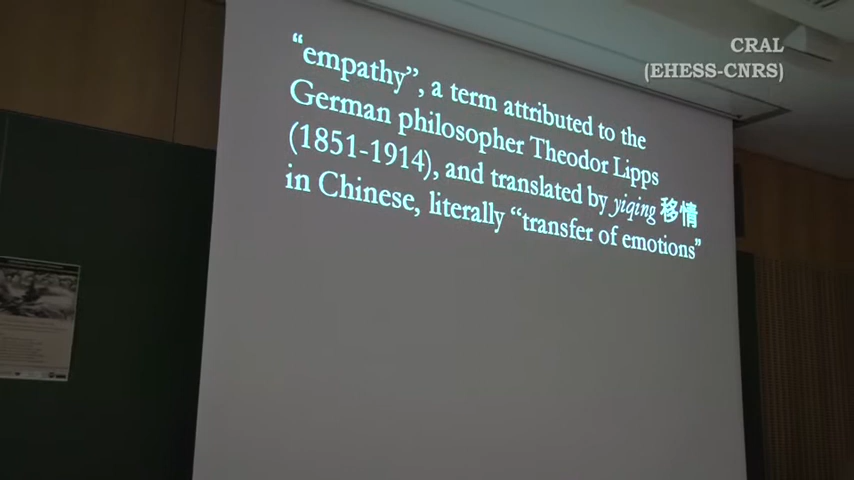 CRAL
(EHESS-CNRS)
“empathy”, a term attributed to the
German philosopher Theodor Lipps
(1851-1914), and translated by yiqing 移情
in Chinese, literally “transfer of emotions”